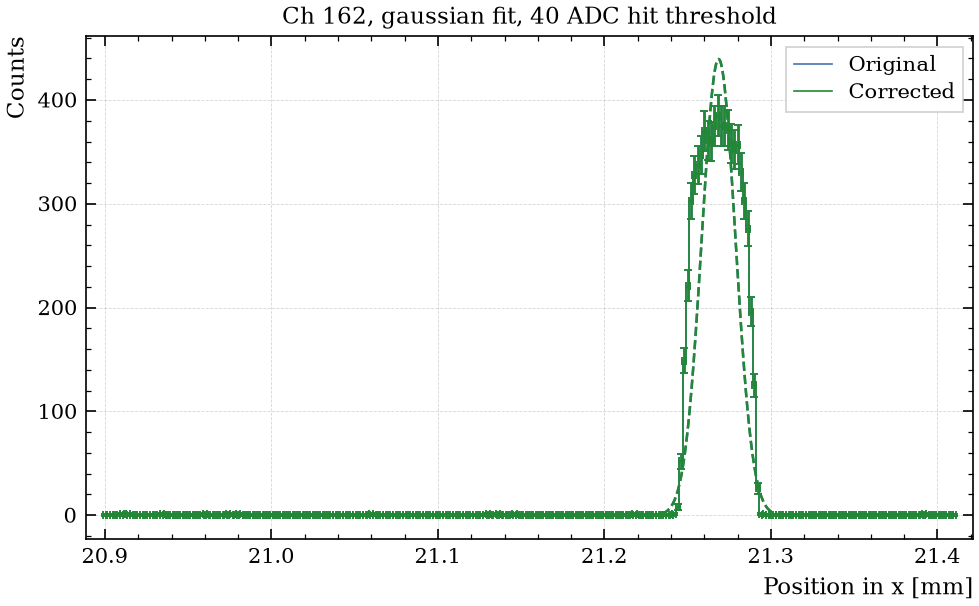 Ch 162, gaussian fit, 40 ADC hit threshold
Counts
Original
Corrected
400
300
200
100
0
20.9 21.0 21.1 21.2 21.3 21.4
Position in x [mm]